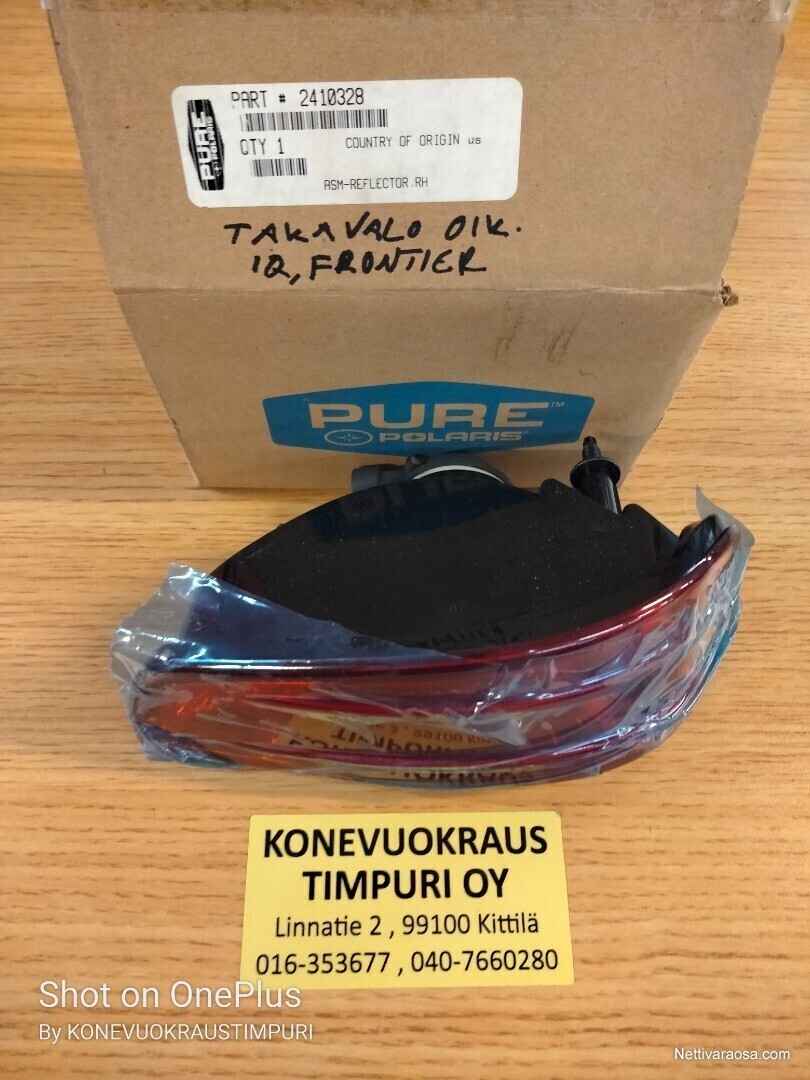 PART # 2410328
PURE
POLARIS
QTY 1
COUNTRY OF ORIGIN us
ASM-REFLECTOR.RH
TAKAVALO OIK.
IQ, FRONTIER
PURE™
POLARIS
KONEVUOKRAUS
TIMPURI OY
Linnatie 2 , 99100 Kittilä
016-353677 , 040-7660280
Shot on OnePlus
By KONEVUOKRAUSTIMPURI
Nettivaraosa.com